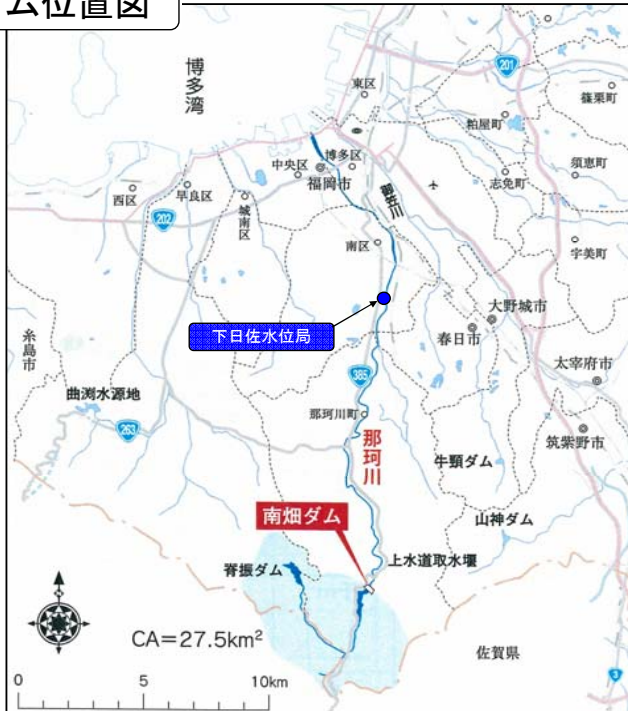 ム位置図
博多湾
201
東区
篠栗町
粕屋町
中央区
博多区
福岡市
須恵町
志免町
西区
早良区
城南区
御笠川
202
南区
宇美町
大野城市
春日市
下日佐水位局
糸島市
太宰府市
385
曲渕水源地
263
那珂川町
筑紫野市
那珂川
牛頸ダム
南畑ダム
山神ダム
脊振ダム
上水道取水堰
CA=27.5km²
佐賀県
3
0 5 10km